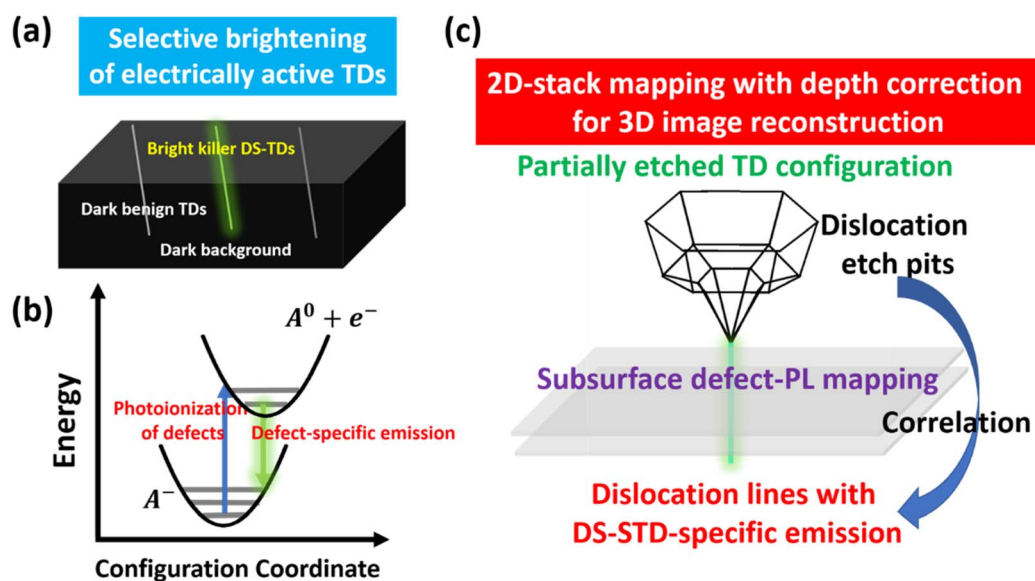 (a)
Selective brightening
of electrically active TDs
Bright killer DS-TDs
Dark benign TDs
Dark background
(b)
Energy
A⁰ + e⁻
Photoionization
of defects
Defect-specific emission
A⁻
Configuration Coordinate
(c)
2D-stack mapping with depth correction
for 3D image reconstruction
Partially etched TD configuration
Dislocation
etch pits
Subsurface defect-PL mapping
Correlation
Dislocation lines with
DS-STD-specific emission